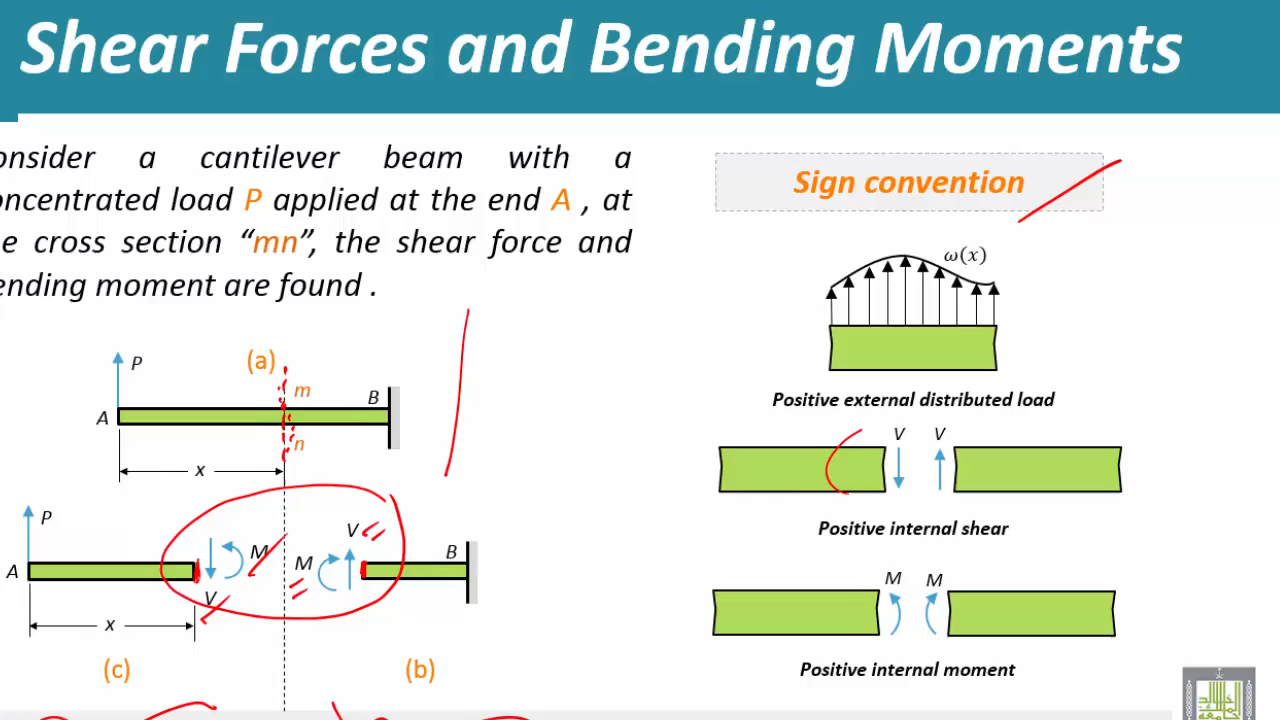 Shear Forces and Bending Moments
onsider a cantilever beam with a
oncentrated load P applied at the end A , at
e cross section “mn”, the shear force and
ending moment are found .
(a)
P
m
B
A
n
x
P
V
M
M
B
A
V
x
(c)
(b)
Sign convention
ω(x)
Positive external distributed load
V V
Positive internal shear
M M
Positive internal moment